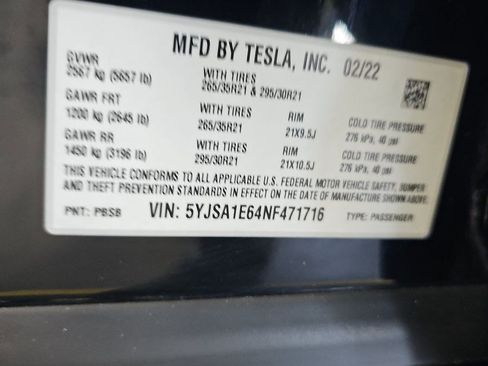 MFD BY TESLA, INC. 02/22
GVWR
2567 kg (5657 lb) WITH TIRES
265/35R21 & 295/30R21
GAWR FRT
1200 kg (2645 lb) WITH TIRES
265/35R21 RIM
21X9.5J COLD TIRE PRESSURE
276 kPa, 40 psi
GAWR RR
1450 kg (3196 lb) WITH TIRES
295/30R21 RIM
21X10.5J COLD TIRE PRESSURE
276 kPa, 40 psi
THIS VEHICLE CONFORMS TO ALL APPLICABLE U.S. FEDERAL MOTOR VEHICLE SAFETY, BUMPER
AND THEFT PREVENTION STANDARDS IN EFFECT ON THE DATE OF MANUFACTURE SHOWN ABOVE.
PNT: PBSB VIN: 5YJSA1E64NF471716 TYPE: PASSENGER